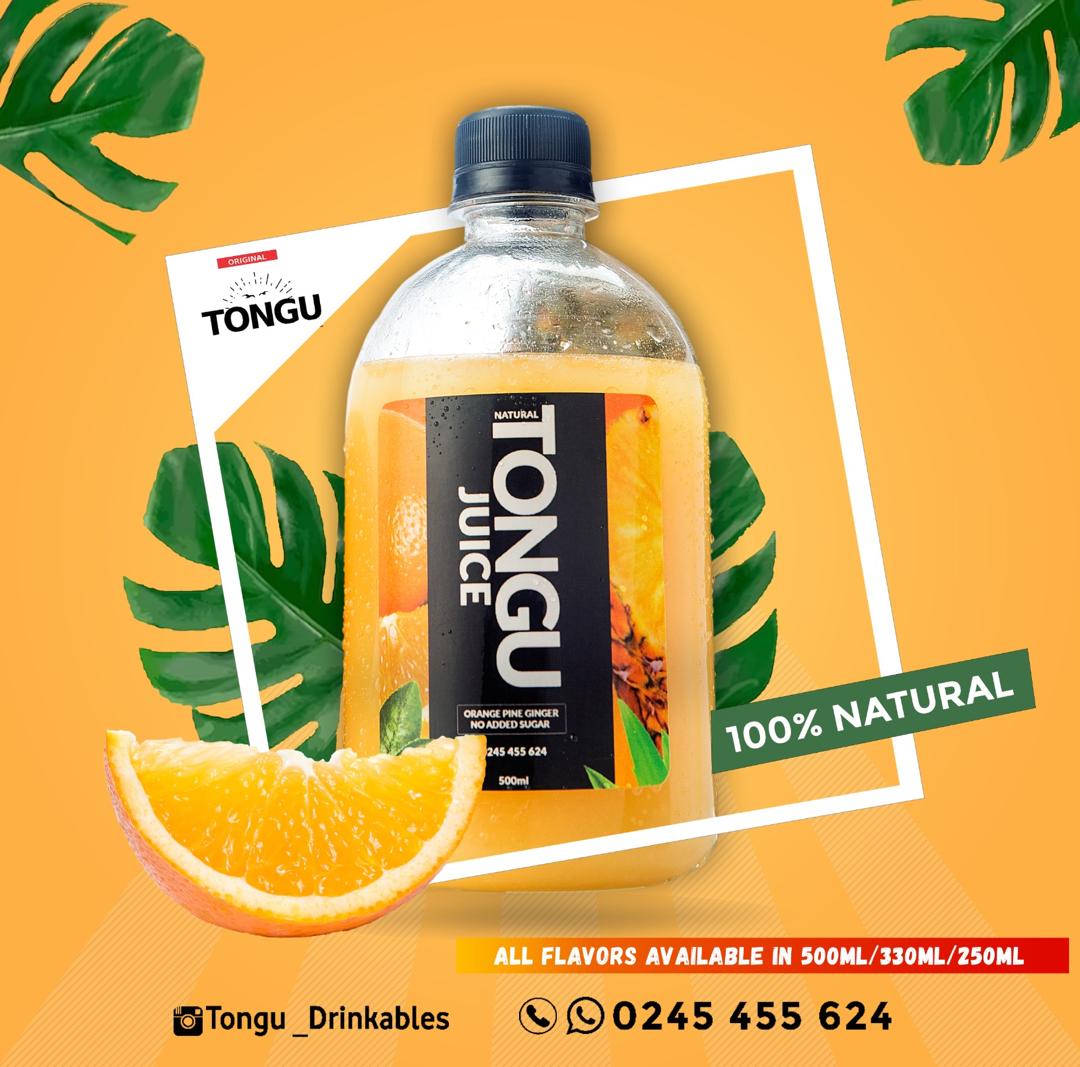 ORIGINAL
TONGU
NATURAL
TONGU
JUICE
ORANGE PINE GINGER
NO ADDED SUGAR
245 455 624
500ml
100% NATURAL
ALL FLAVORS AVAILABLE IN 500ML/330ML/250ML
Tongu_Drinkables
0245 455 624